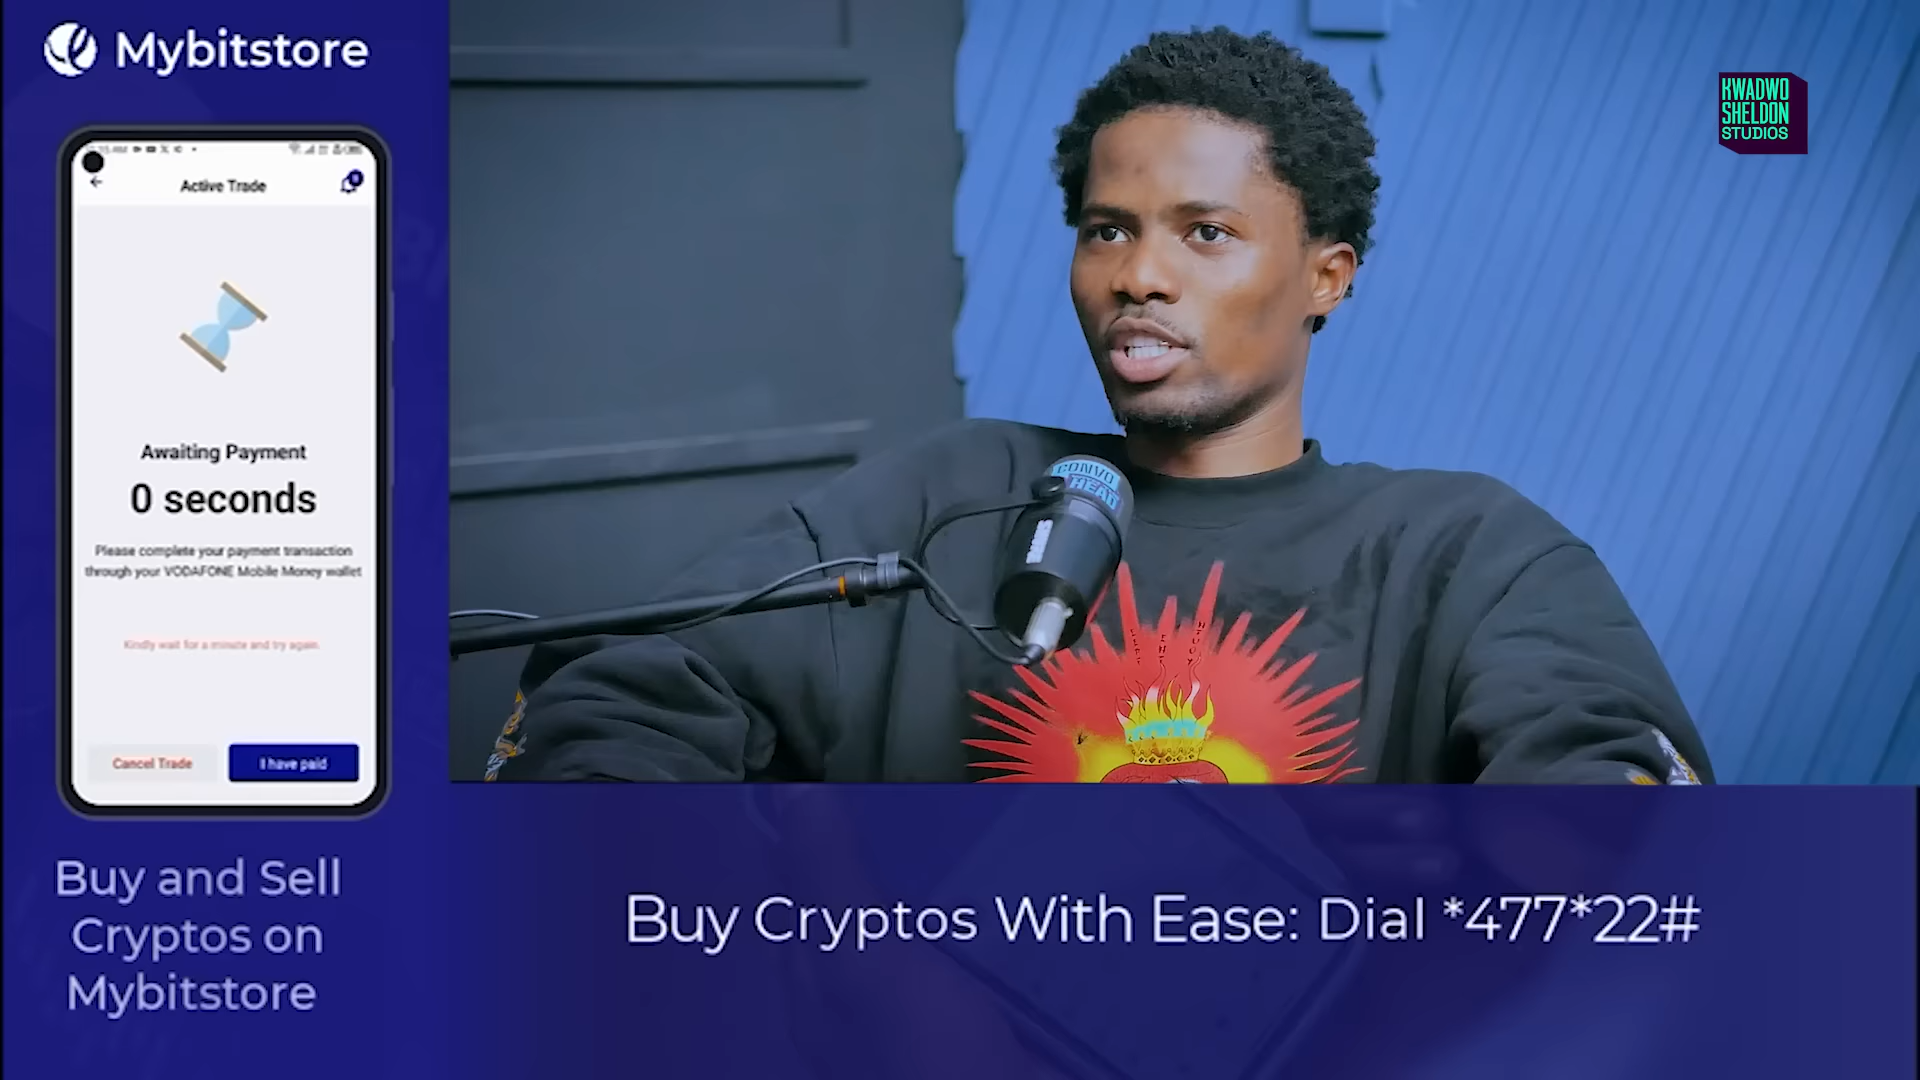 Mybitstore
Active Trade
Awaiting Payment
0 seconds
Please complete your payment transaction
through your VODAFONE Mobile Money wallet
Kindly wait for a minute and try again.
Cancel Trade
I have paid
Buy and Sell
Cryptos on
Mybitstore
KWADWO
SHELDON
STUDIOS
CONVO
HEAD
Buy Cryptos With Ease: Dial *477*22#